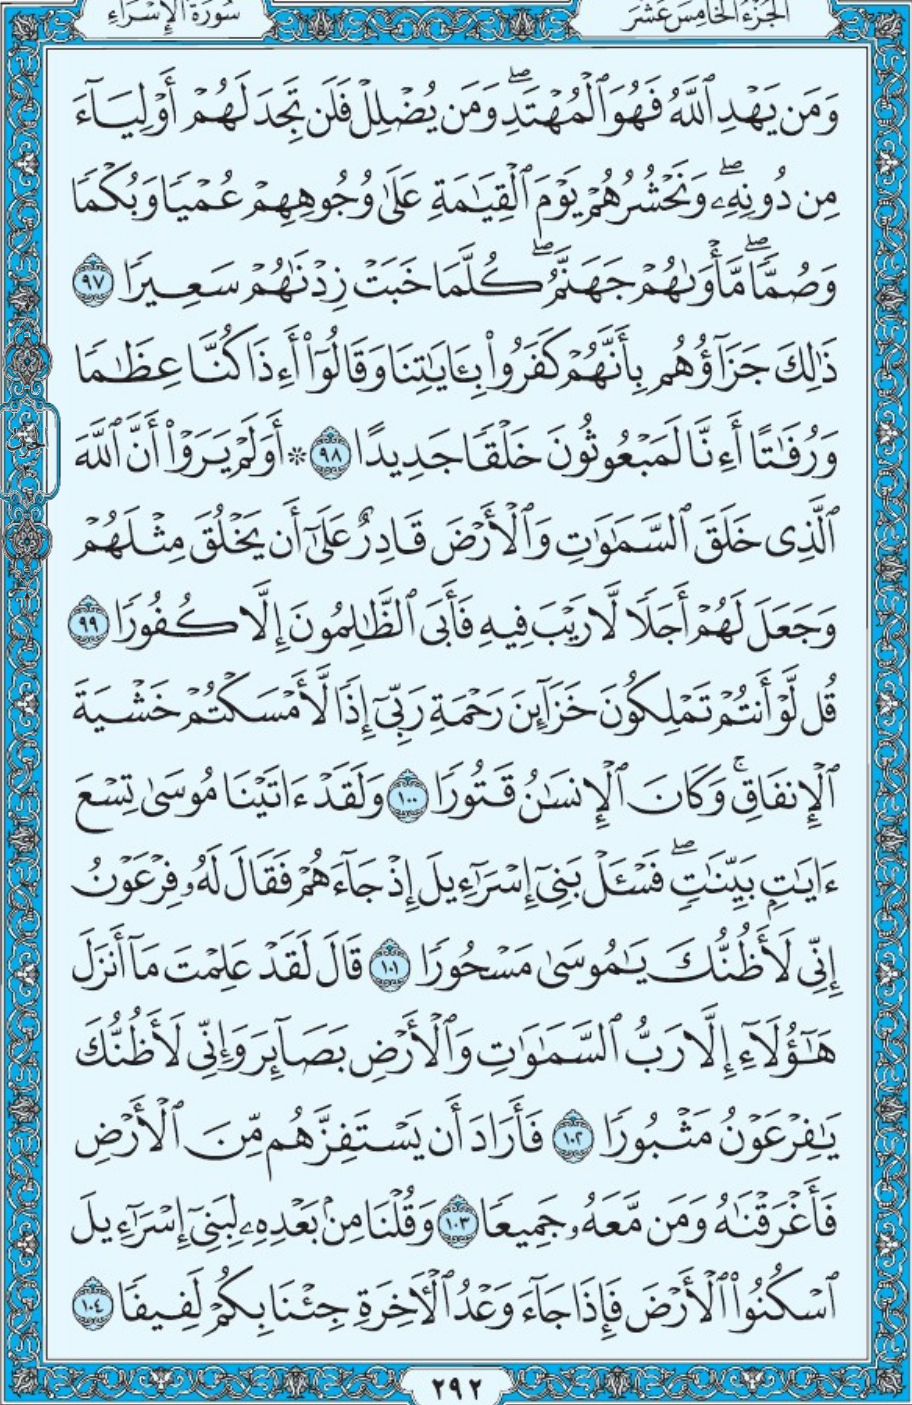 سُورَةُ الإِسْرَاءِ
الجُزْءُ الخَامِسَ عَشَرَ
وَمَن يَهْدِ ٱللَّهُ فَهُوَ ٱلْمُهْتَدِۖ وَمَن يُضْلِلْ فَلَن تَجِدَ لَهُمْ أَوْلِيَآءَ
مِن دُونِهِۦۖ وَنَحْشُرُهُمْ يَوْمَ ٱلْقِيَٰمَةِ عَلَىٰ وُجُوهِهِمْ عُمْيًا وَبُكْمًا
وَصُمًّاۖ مَّأْوَىٰهُمْ جَهَنَّمُۖ كُلَّمَا خَبَتْ زِدْنَٰهُمْ سَعِيرًا ٩٧
ذَٰلِكَ جَزَآؤُهُم بِأَنَّهُمْ كَفَرُوا۟ بِـَٔايَٰتِنَا وَقَالُوٓا۟ أَءِذَا كُنَّا عِظَٰمًا
وَرُفَٰتًا أَءِنَّا لَمَبْعُوثُونَ خَلْقًا جَدِيدًا ٩٨ ۞ أَوَلَمْ يَرَوْا۟ أَنَّ ٱللَّهَ
ٱلَّذِى خَلَقَ ٱلسَّمَٰوَٰتِ وَٱلْأَرْضَ قَادِرٌ عَلَىٰٓ أَن يَخْلُقَ مِثْلَهُمْ
وَجَعَلَ لَهُمْ أَجَلًا لَّا رَيْبَ فِيهِ فَأَبَى ٱلظَّٰلِمُونَ إِلَّا كُفُورًا ٩٩
قُل لَّوْ أَنتُمْ تَمْلِكُونَ خَزَآئِنَ رَحْمَةِ رَبِّىٓ إِذًا لَّأَمْسَكْتُمْ خَشْيَةَ
ٱلْإِنفَاقِۚ وَكَانَ ٱلْإِنسَٰنُ قَتُورًا ١٠٠ وَلَقَدْ ءَاتَيْنَا مُوسَىٰ تِسْعَ
ءَايَٰتٍۭ بَيِّنَٰتٍۖ فَسْـَٔلْ بَنِىٓ إِسْرَٰٓءِيلَ إِذْ جَآءَهُمْ فَقَالَ لَهُۥ فِرْعَوْنُ
إِنِّى لَأَظُنُّكَ يَٰمُوسَىٰ مَسْحُورًا ١٠١ قَالَ لَقَدْ عَلِمْتَ مَآ أَنزَلَ
هَٰٓؤُلَآءِ إِلَّا رَبُّ ٱلسَّمَٰوَٰتِ وَٱلْأَرْضِ بَصَآئِرَ وَإِنِّى لَأَظُنُّكَ
يَٰفِرْعَوْنُ مَثْبُورًا ١٠٢ فَأَرَادَ أَن يَسْتَفِزَّهُم مِّنَ ٱلْأَرْضِ
فَأَغْرَقْنَٰهُ وَمَن مَّعَهُۥ جَمِيعًا ١٠٣ وَقُلْنَا مِنۢ بَعْدِهِۦ لِبَنِىٓ إِسْرَٰٓءِيلَ
ٱسْكُنُوا۟ ٱلْأَرْضَ فَإِذَا جَآءَ وَعْدُ ٱلْءَاخِرَةِ جِئْنَا بِكُمْ لَفِيفًا ١٠٤
٢٩٢